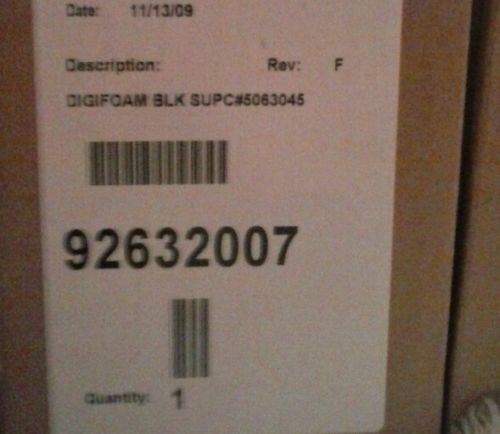 Date: 11/13/09
Description: Rev: F
DIGIFOAM BLK SUPC#5063045
92632007
Quantity: 1